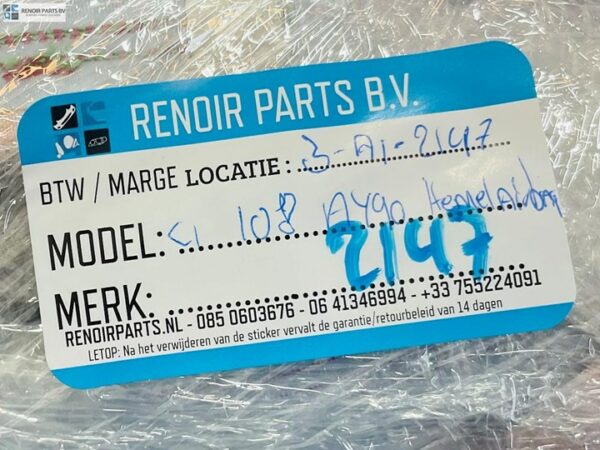 RENOIR PARTS BV
RENOIR PARTS B.V.
BTW / MARGE LOCATIE : 3-A1-2147
MODEL: C1 108 Aygo
2147
MERK:
RENOIRPARTS.NL - 085 0603676 - 06 41346994 - +33 755224091
LETOP: Na het verwijderen van de sticker vervalt de garantie/retourbeleid van 14 dagen